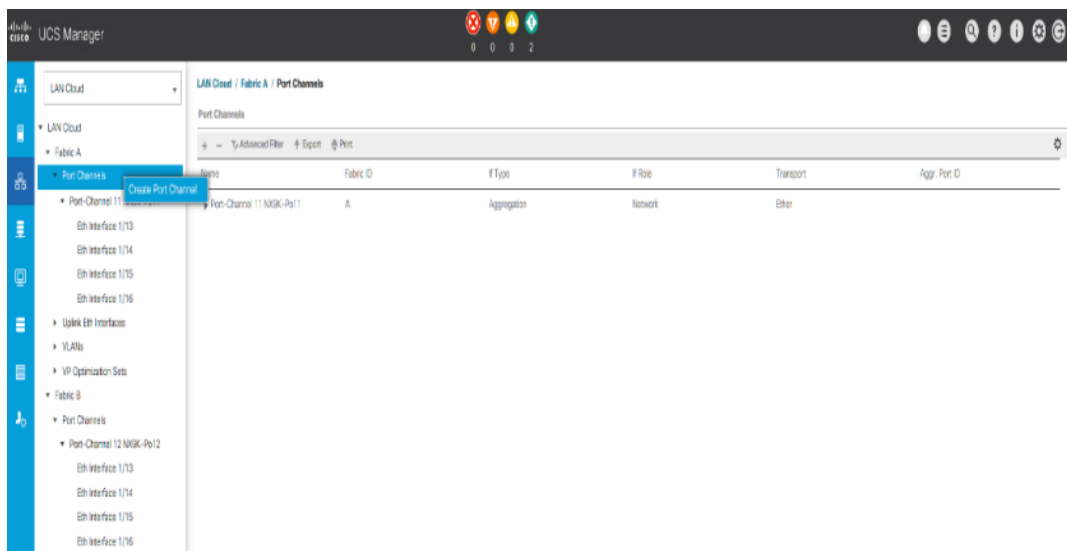 cisco UCS Manager
0 0 0 2
LAN Cloud
LAN Cloud / Fabric A / Port Channels
Port Channels
Advanced Filter Export Print
Name Fabric ID If Type If Role Transport Aggr. Port ID
Port-Channel 11 NX9K-Po11 A Aggregation Network Ether
LAN Cloud
Fabric A
Port Channels
Create Port Channel
Port-Channel 11
Eth Interface 1/13
Eth Interface 1/14
Eth Interface 1/15
Eth Interface 1/16
Uplink Eth Interfaces
VLANs
VP Optimization Sets
Fabric B
Port Channels
Port-Channel 12 NX9K-Po12
Eth Interface 1/13
Eth Interface 1/14
Eth Interface 1/15
Eth Interface 1/16